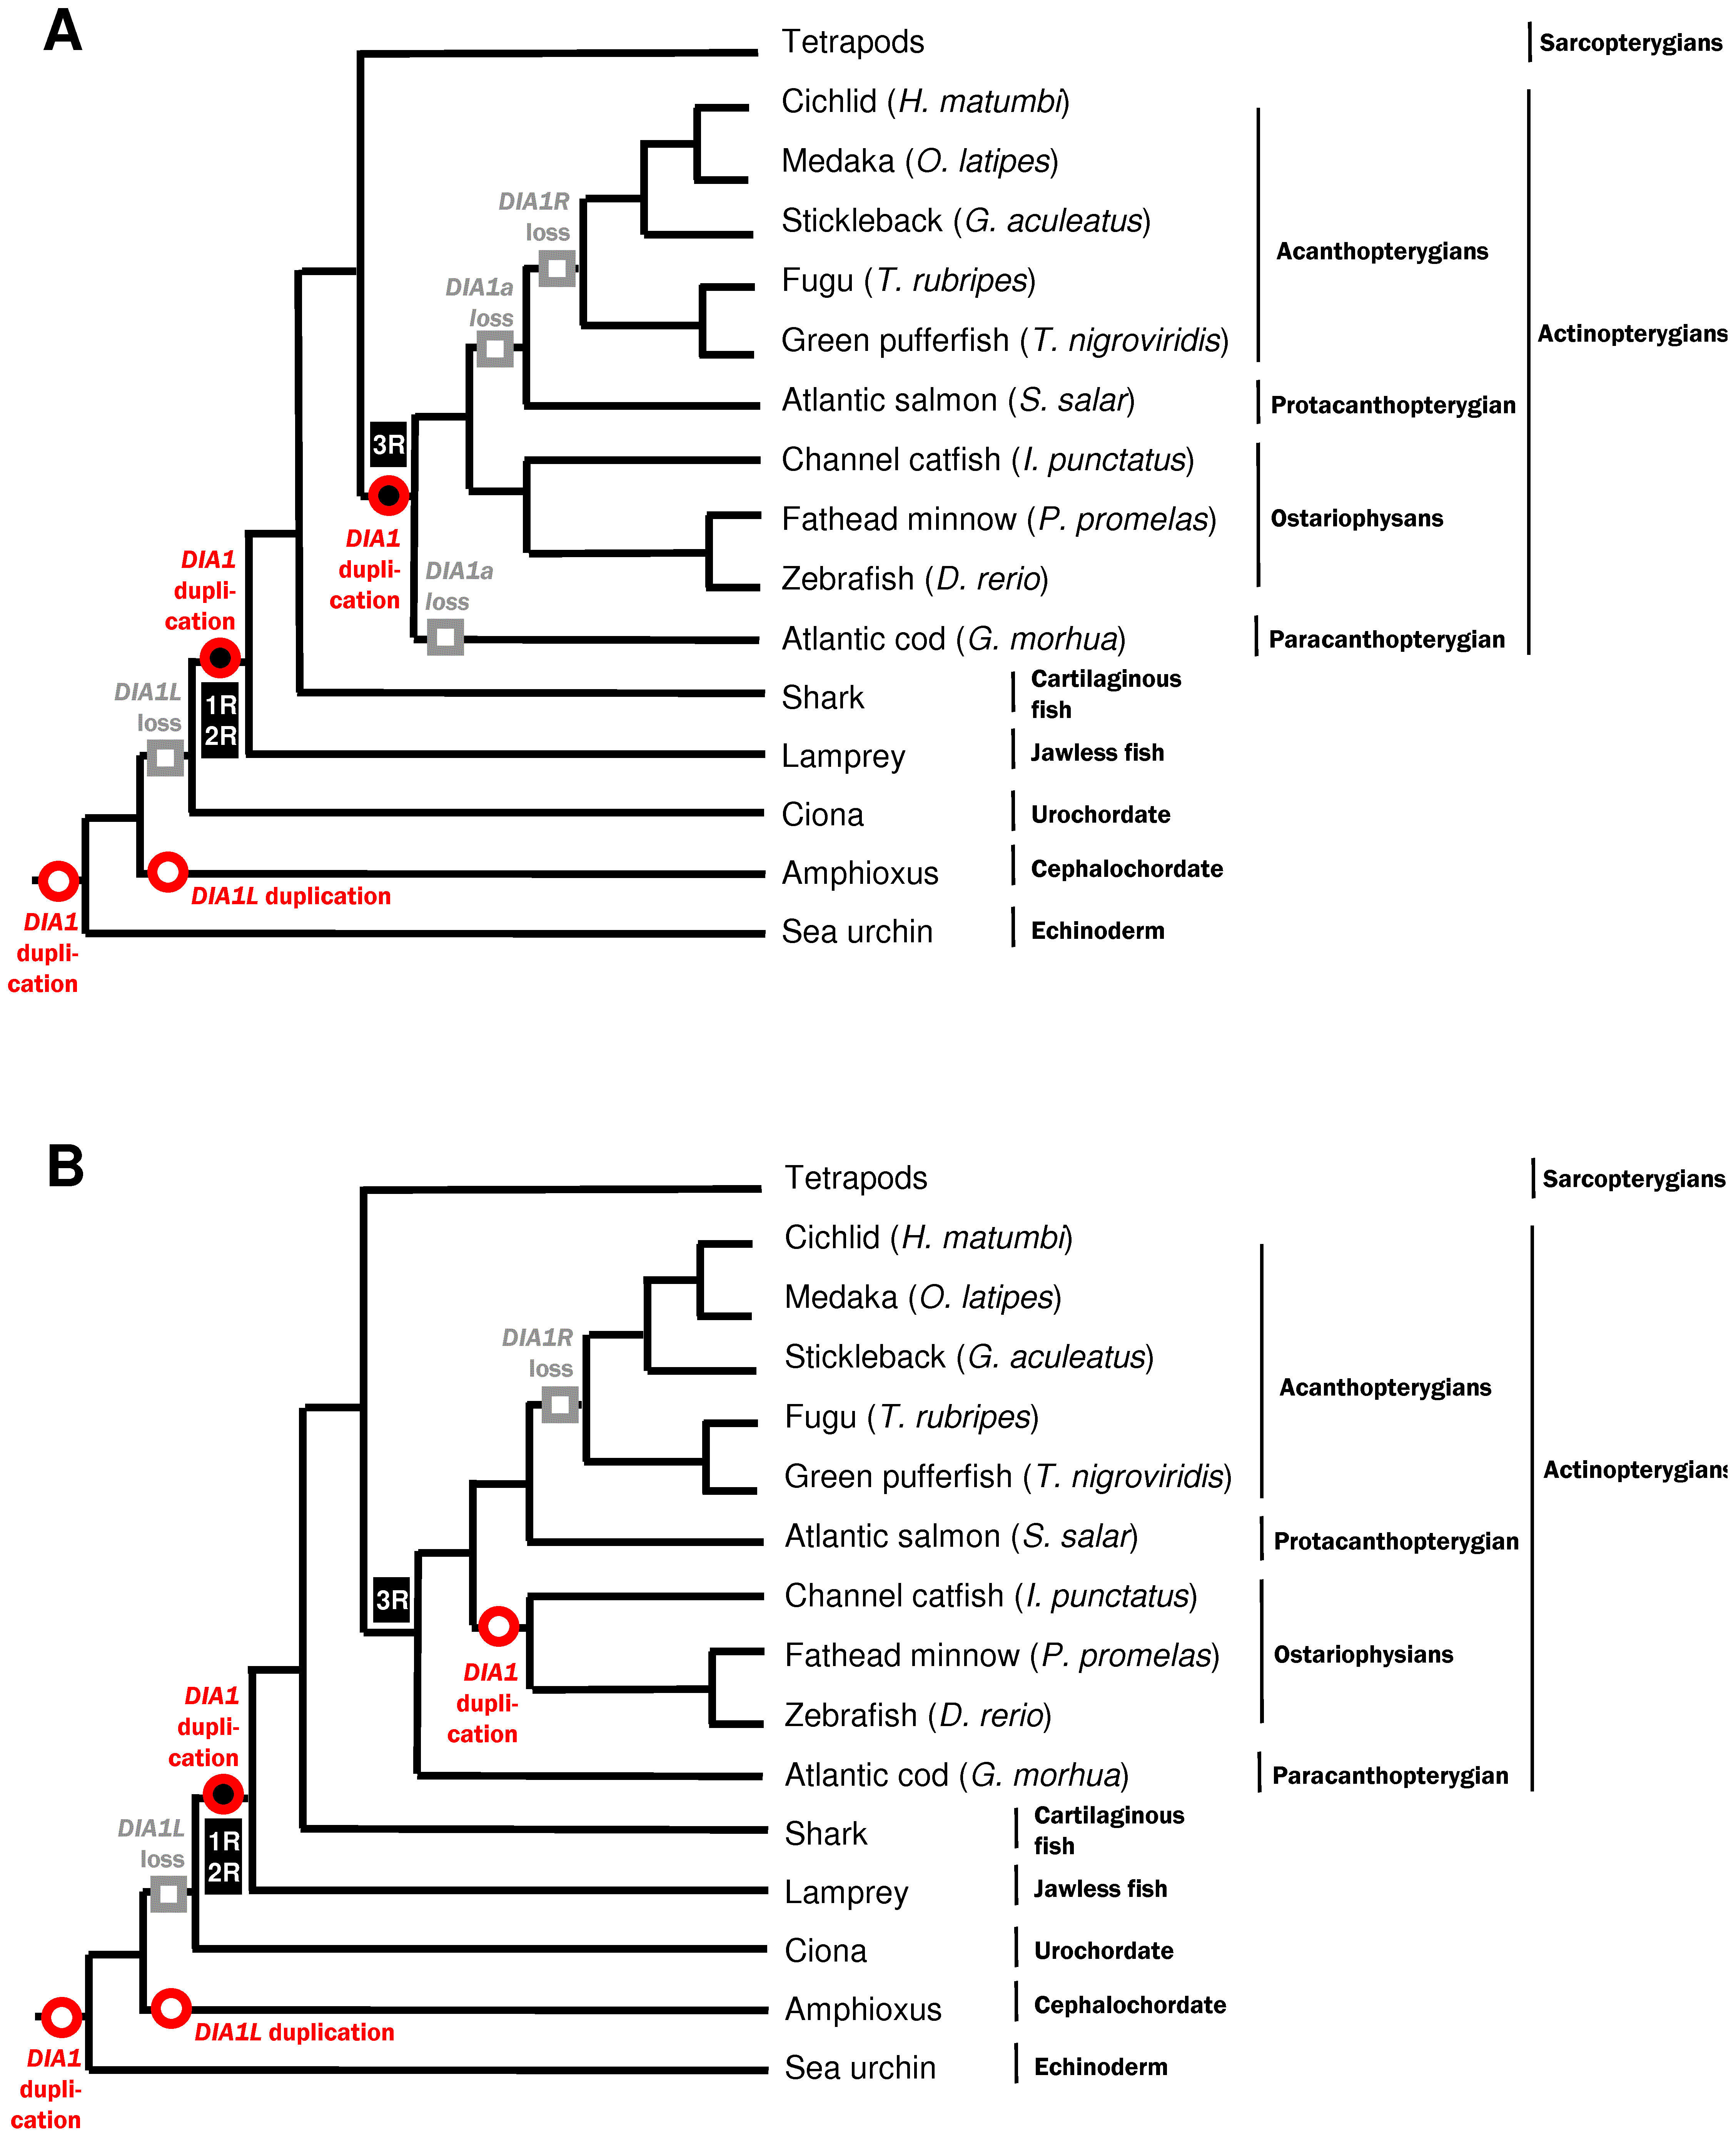 A
Tetrapods
Sarcopterygians
Cichlid (H. matumbi)
Medaka (O. latipes)
DIA1R
loss
Stickleback (G. aculeatus)
Acanthopterygians
DIA1a
loss
Fugu (T. rubripes)
Green pufferfish (T. nigroviridis)
Actinopterygians
Atlantic salmon (S. salar)
Protacanthopterygian
3R
Channel catfish (I. punctatus)
Fathead minnow (P. promelas)
Ostariophysans
DIA1
dupli-
cation
DIA1
dupli-
cation
DIA1a
loss
Zebrafish (D. rerio)
Atlantic cod (G. morhua)
Paracanthopterygian
DIA1L
loss
1R
2R
Shark
Cartilaginous
fish
Lamprey
Jawless fish
Ciona
Urochordate
Amphioxus
Cephalochordate
DIA1L duplication
DIA1
dupli-
cation
Sea urchin
Echinoderm
B
Tetrapods
Sarcopterygians
Cichlid (H. matumbi)
Medaka (O. latipes)
DIA1R
loss
Stickleback (G. aculeatus)
Acanthopterygians
Fugu (T. rubripes)
Green pufferfish (T. nigroviridis)
Actinopterygians
Atlantic salmon (S. salar)
Protacanthopterygian
3R
Channel catfish (I. punctatus)
Fathead minnow (P. promelas)
Ostariophysians
DIA1
dupli-
cation
DIA1
dupli-
cation
Zebrafish (D. rerio)
Atlantic cod (G. morhua)
Paracanthopterygian
DIA1L
loss
1R
2R
Shark
Cartilaginous
fish
Lamprey
Jawless fish
Ciona
Urochordate
Amphioxus
Cephalochordate
DIA1L duplication
DIA1
dupli-
cation
Sea urchin
Echinoderm